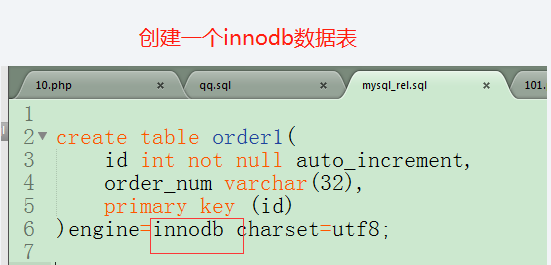 创建一个innodb数据表
10.php × qq.sql × mysql_rel.sql × 101.
1
2 create table order1(
3 id int not null auto_increment,
4 order_num varchar(32),
5 primary key (id)
6 )engine=innodb charset=utf8;
7